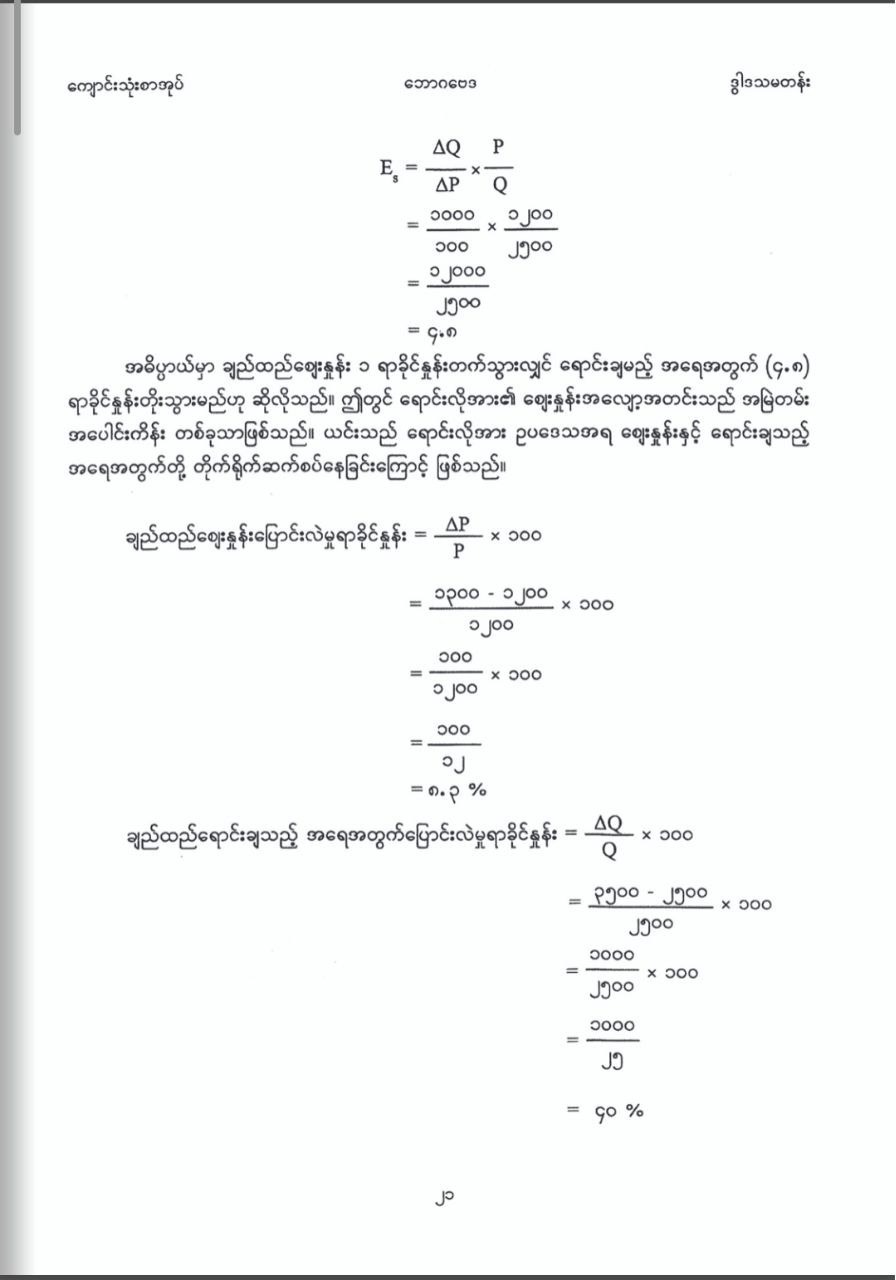 ကျောင်းသုံးစာအုပ် ဘောဂဗေဒ ဒွါဒသမတန်း
Es = ΔQ/ΔP × P/Q
= ၁၀၀၀/၁၀၀ × ၁၂၀၀/၂၅၀၀
= ၁၂၀၀၀/၂၅၀၀
= ၄.၈
အဓိပ္ပာယ်မှာ ချည်ထည်ဈေးနှုန်း ၁ ရာခိုင်နှုန်းတက်သွားလျှင် ရောင်းချမည့် အရေအတွက် (၄.၈)
ရာခိုင်နှုန်းတိုးသွားမည်ဟု ဆိုလိုသည်။ ဤတွင် ရောင်းလိုအား၏ ဈေးနှုန်းအလျော့အတင်းသည် အမြဲတမ်း
အပေါင်းကိန်း တစ်ခုသာဖြစ်သည်။ ယင်းသည် ရောင်းလိုအား ဥပဒေသအရ ဈေးနှုန်းနှင့် ရောင်းချသည့်
အရေအတွက်တို့ တိုက်ရိုက်ဆက်စပ်နေခြင်းကြောင့် ဖြစ်သည်။
ချည်ထည်ဈေးနှုန်းပြောင်းလဲမှုရာခိုင်နှုန်း = ΔP/P × ၁၀၀
= ၁၃၀၀ - ၁၂၀၀/၁၂၀၀ × ၁၀၀
= ၁၀၀/၁၂၀၀ × ၁၀၀
= ၁၀၀/၁၂
= ၈.၃ %
ချည်ထည်ရောင်းချသည့် အရေအတွက်ပြောင်းလဲမှုရာခိုင်နှုန်း = ΔQ/Q × ၁၀၀
= ၃၅၀၀ - ၂၅၀၀/၂၅၀၀ × ၁၀၀
= ၁၀၀၀/၂၅၀၀ × ၁၀၀
= ၁၀၀၀/၂၅
= ၄၀ %
၂၁